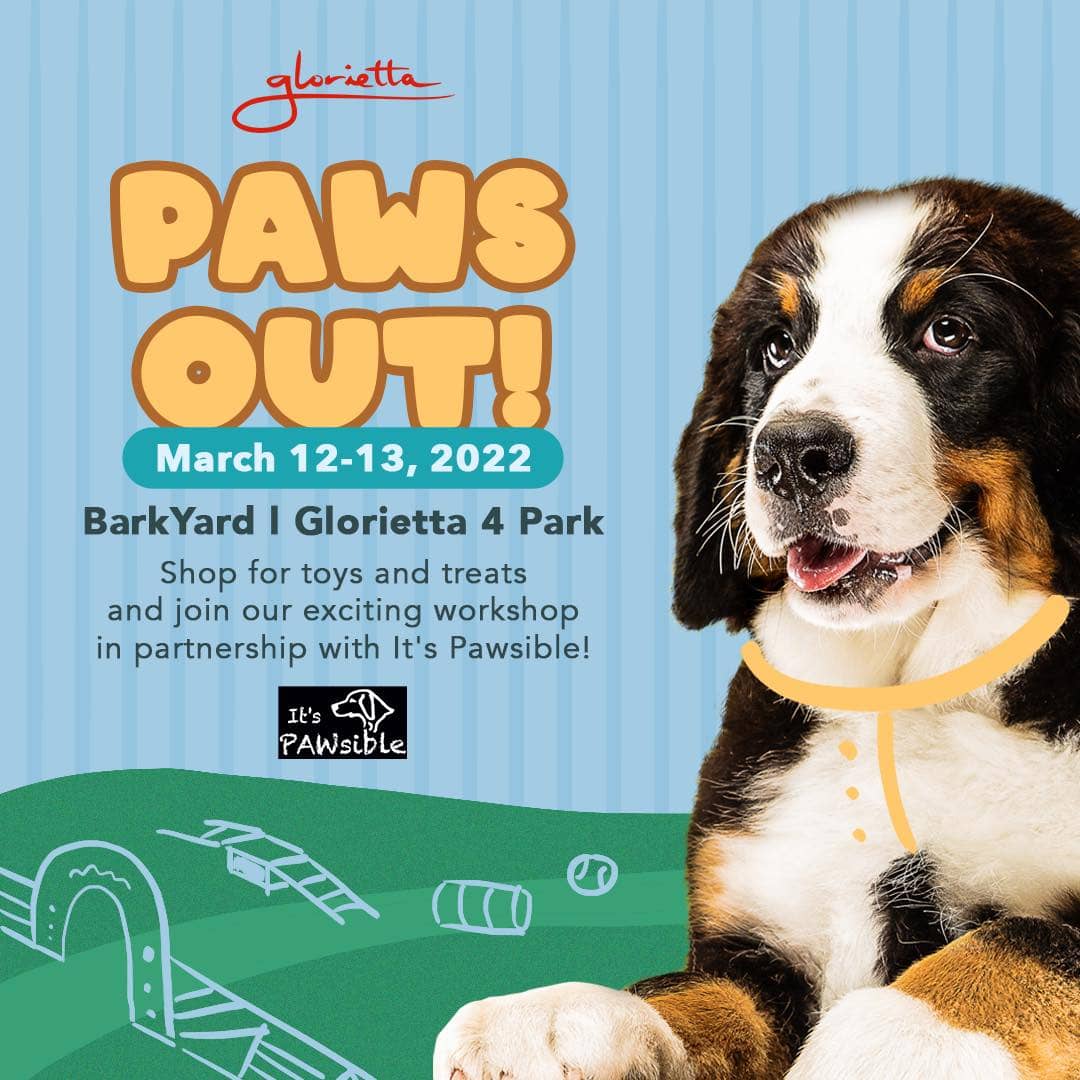 glorietta
PAWS
OUT!
March 12-13, 2022
BarkYard | Glorietta 4 Park
Shop for toys and treats
and join our exciting workshop
in partnership with It's Pawsible!
It's
PAWsible